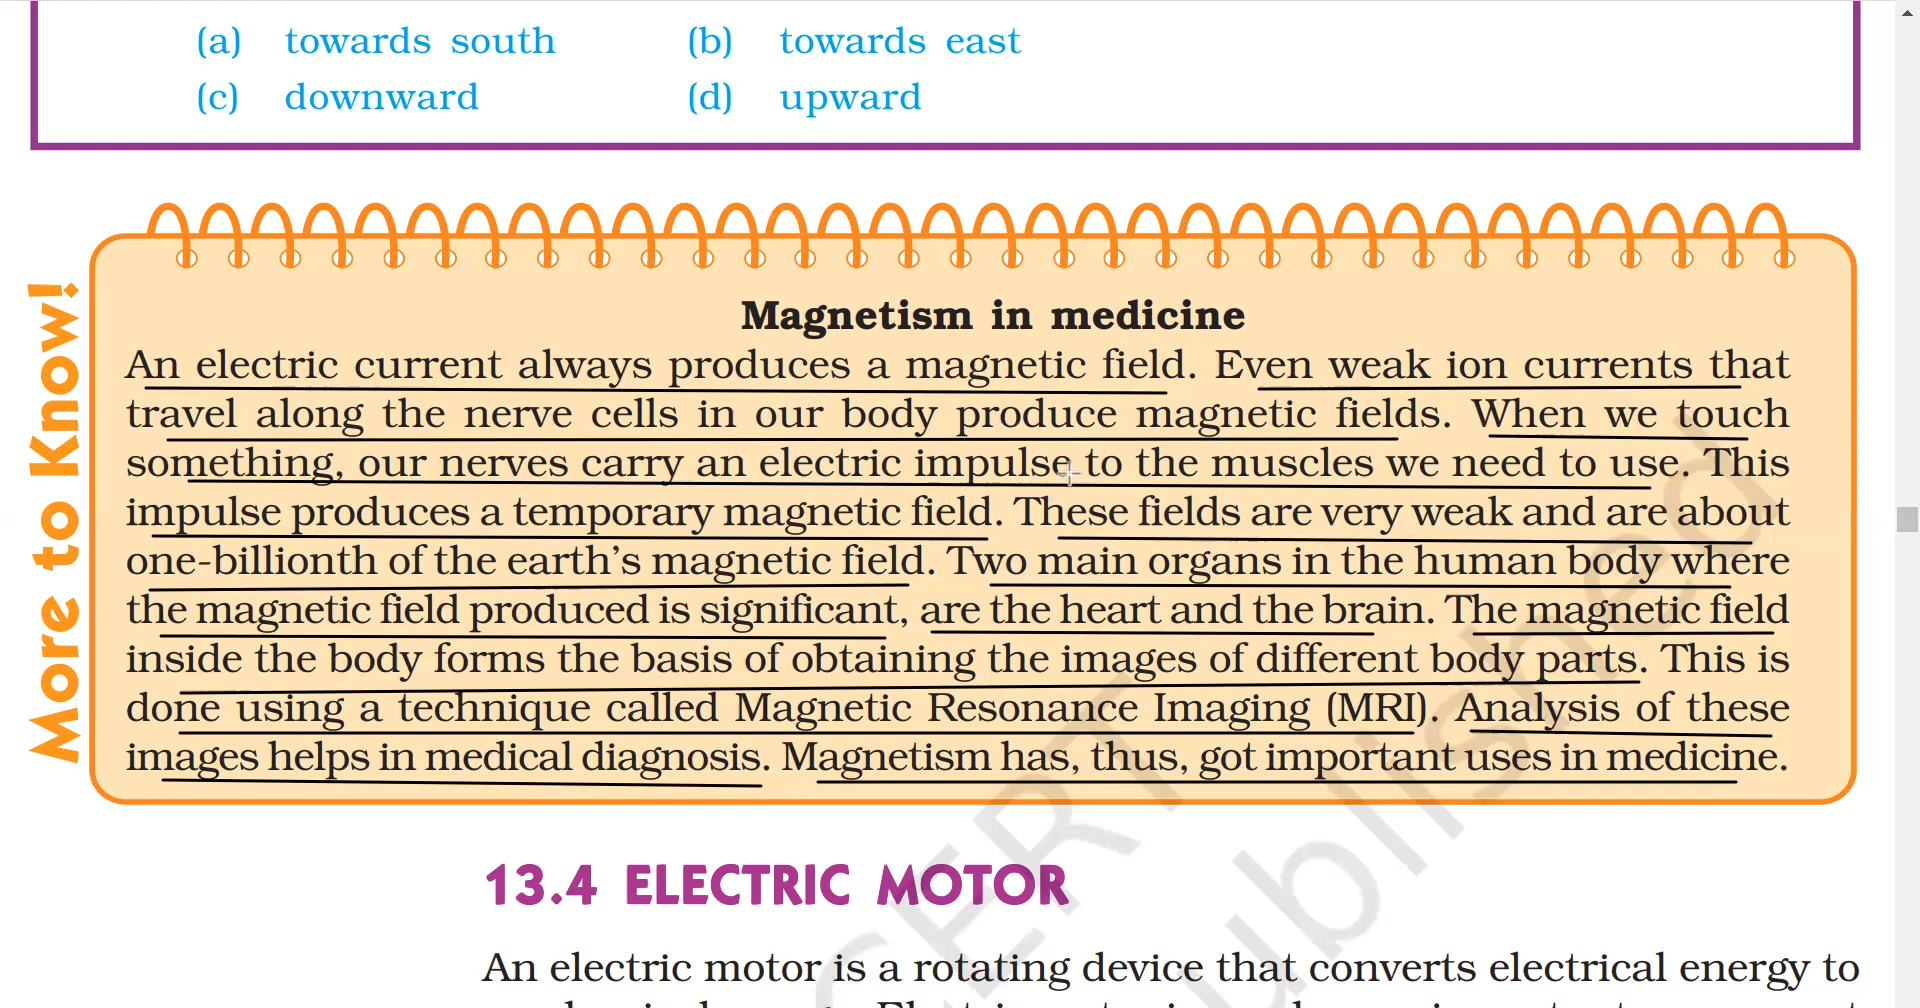 (a) towards south (b) towards east
(c) downward (d) upward
More to Know!
Magnetism in medicine
An electric current always produces a magnetic field. Even weak ion currents that
travel along the nerve cells in our body produce magnetic fields. When we touch
something, our nerves carry an electric impulse to the muscles we need to use. This
impulse produces a temporary magnetic field. These fields are very weak and are about
one-billionth of the earth's magnetic field. Two main organs in the human body where
the magnetic field produced is significant, are the heart and the brain. The magnetic field
inside the body forms the basis of obtaining the images of different body parts. This is
done using a technique called Magnetic Resonance Imaging (MRI). Analysis of these
images helps in medical diagnosis. Magnetism has, thus, got important uses in medicine.
13.4 ELECTRIC MOTOR
An electric motor is a rotating device that converts electrical energy to